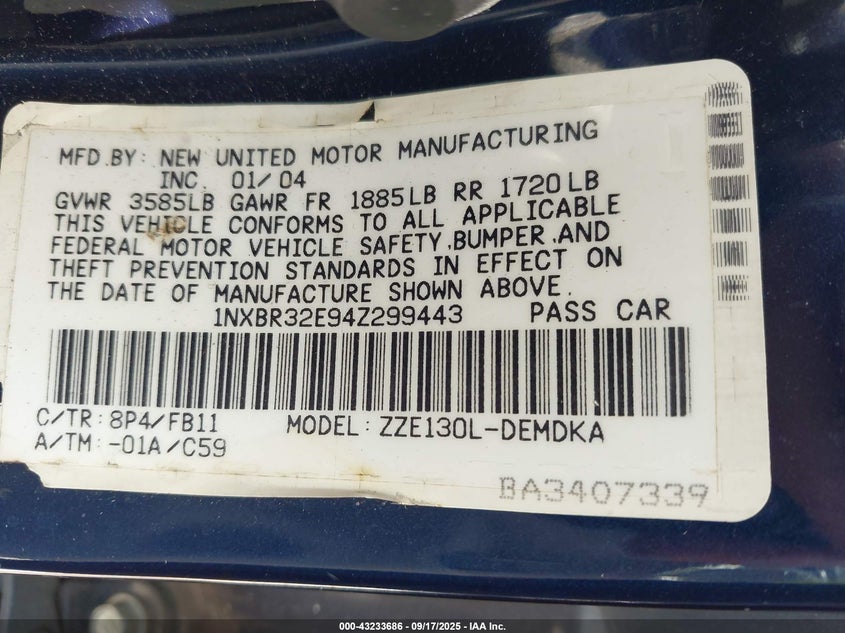 MFD.BY: NEW UNITED MOTOR MANUFACTURING
INC. 01/04
GVWR 3585LB GAWR FR 1885LB RR 1720LB
THIS VEHICLE CONFORMS TO ALL APPLICABLE
FEDERAL MOTOR VEHICLE SAFETY,BUMPER,AND
THEFT PREVENTION STANDARDS IN EFFECT ON
THE DATE OF MANUFACTURE SHOWN ABOVE.
1NXBR32E94Z299443 PASS CAR
C/TR:8P4/FB11 MODEL:ZZE130L-DEMDKA
A/TM:-01A/C59
BA3407339
000-43233686 - 09/17/2025 - IAA Inc.